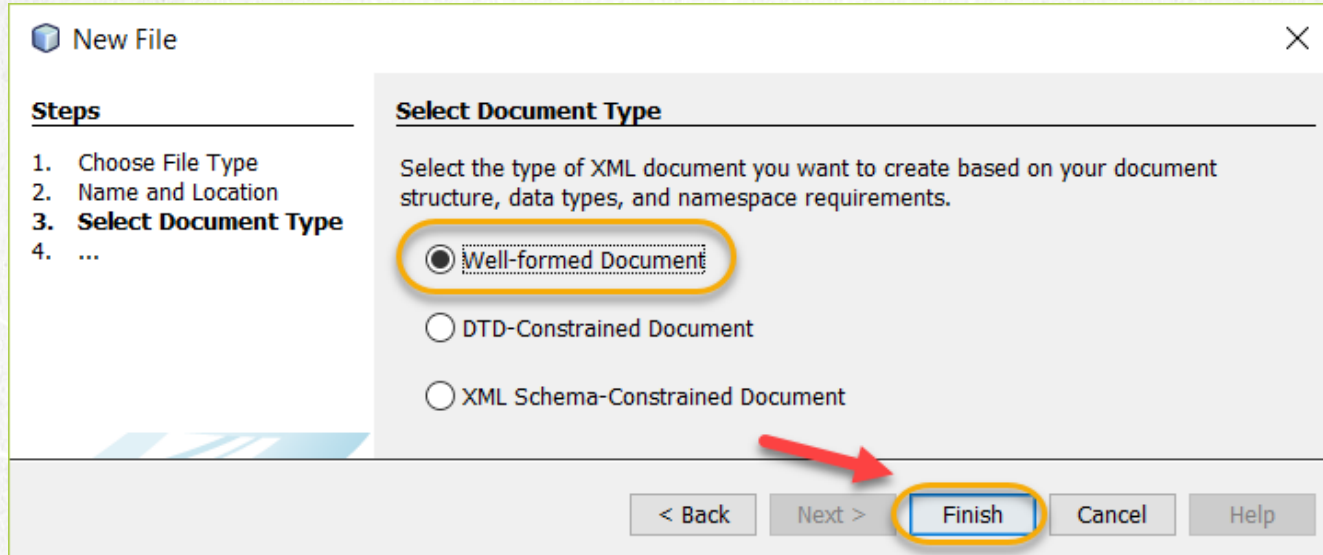 New File
Steps
1. Choose File Type
2. Name and Location
3. Select Document Type
4. ...
Select Document Type
Select the type of XML document you want to create based on your document
structure, data types, and namespace requirements.
Well-formed Document
DTD-Constrained Document
XML Schema-Constrained Document
< Back Next > Finish Cancel Help